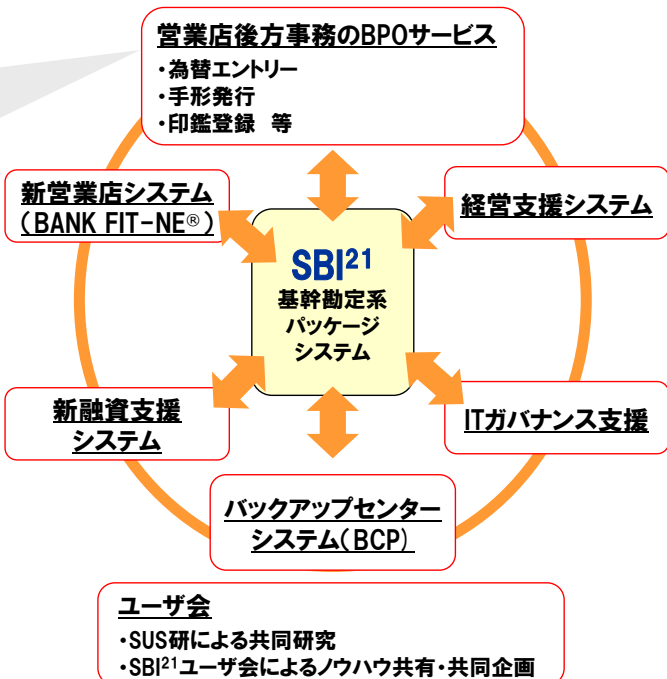 営業店後方事務のBPOサービス
・為替エントリー
・手形発行
・印鑑登録 等
新営業店システム
（BANK FIT-NE®）
経営支援システム
SBI²¹
基幹勘定系
パッケージ
システム
新融資支援
システム
ITガバナンス支援
バックアップセンター
システム（BCP）
ユーザ会
・SUS研による共同研究
・SBI²¹ユーザ会によるノウハウ共有・共同企画